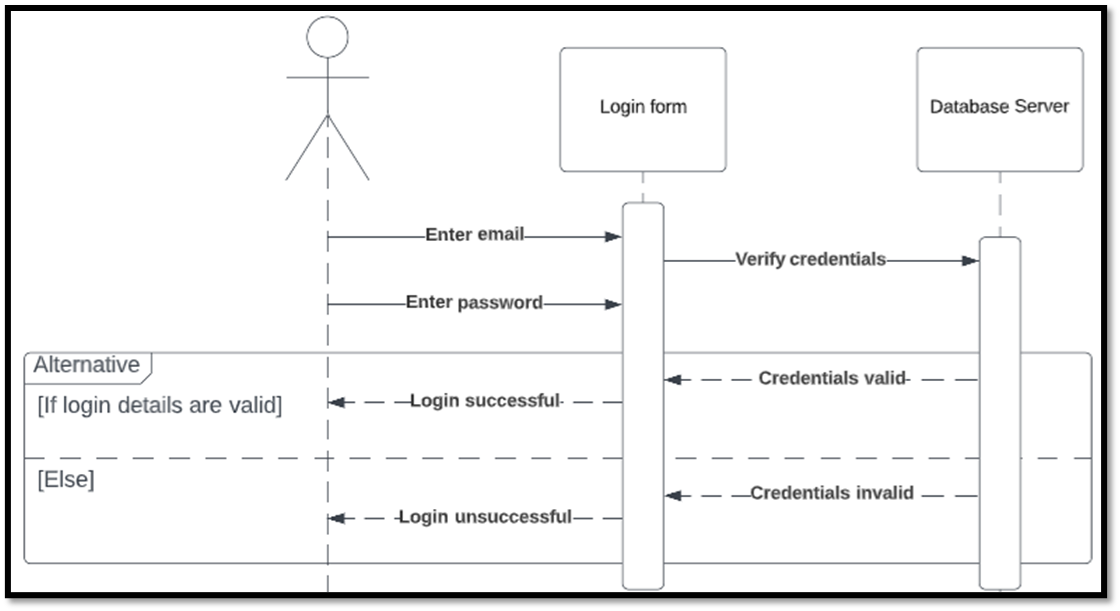 Login form
Database Server
Enter email
Verify credentials
Enter password
Alternative
Credentials valid
[If login details are valid]
Login successful
[Else]
Credentials invalid
Login unsuccessful